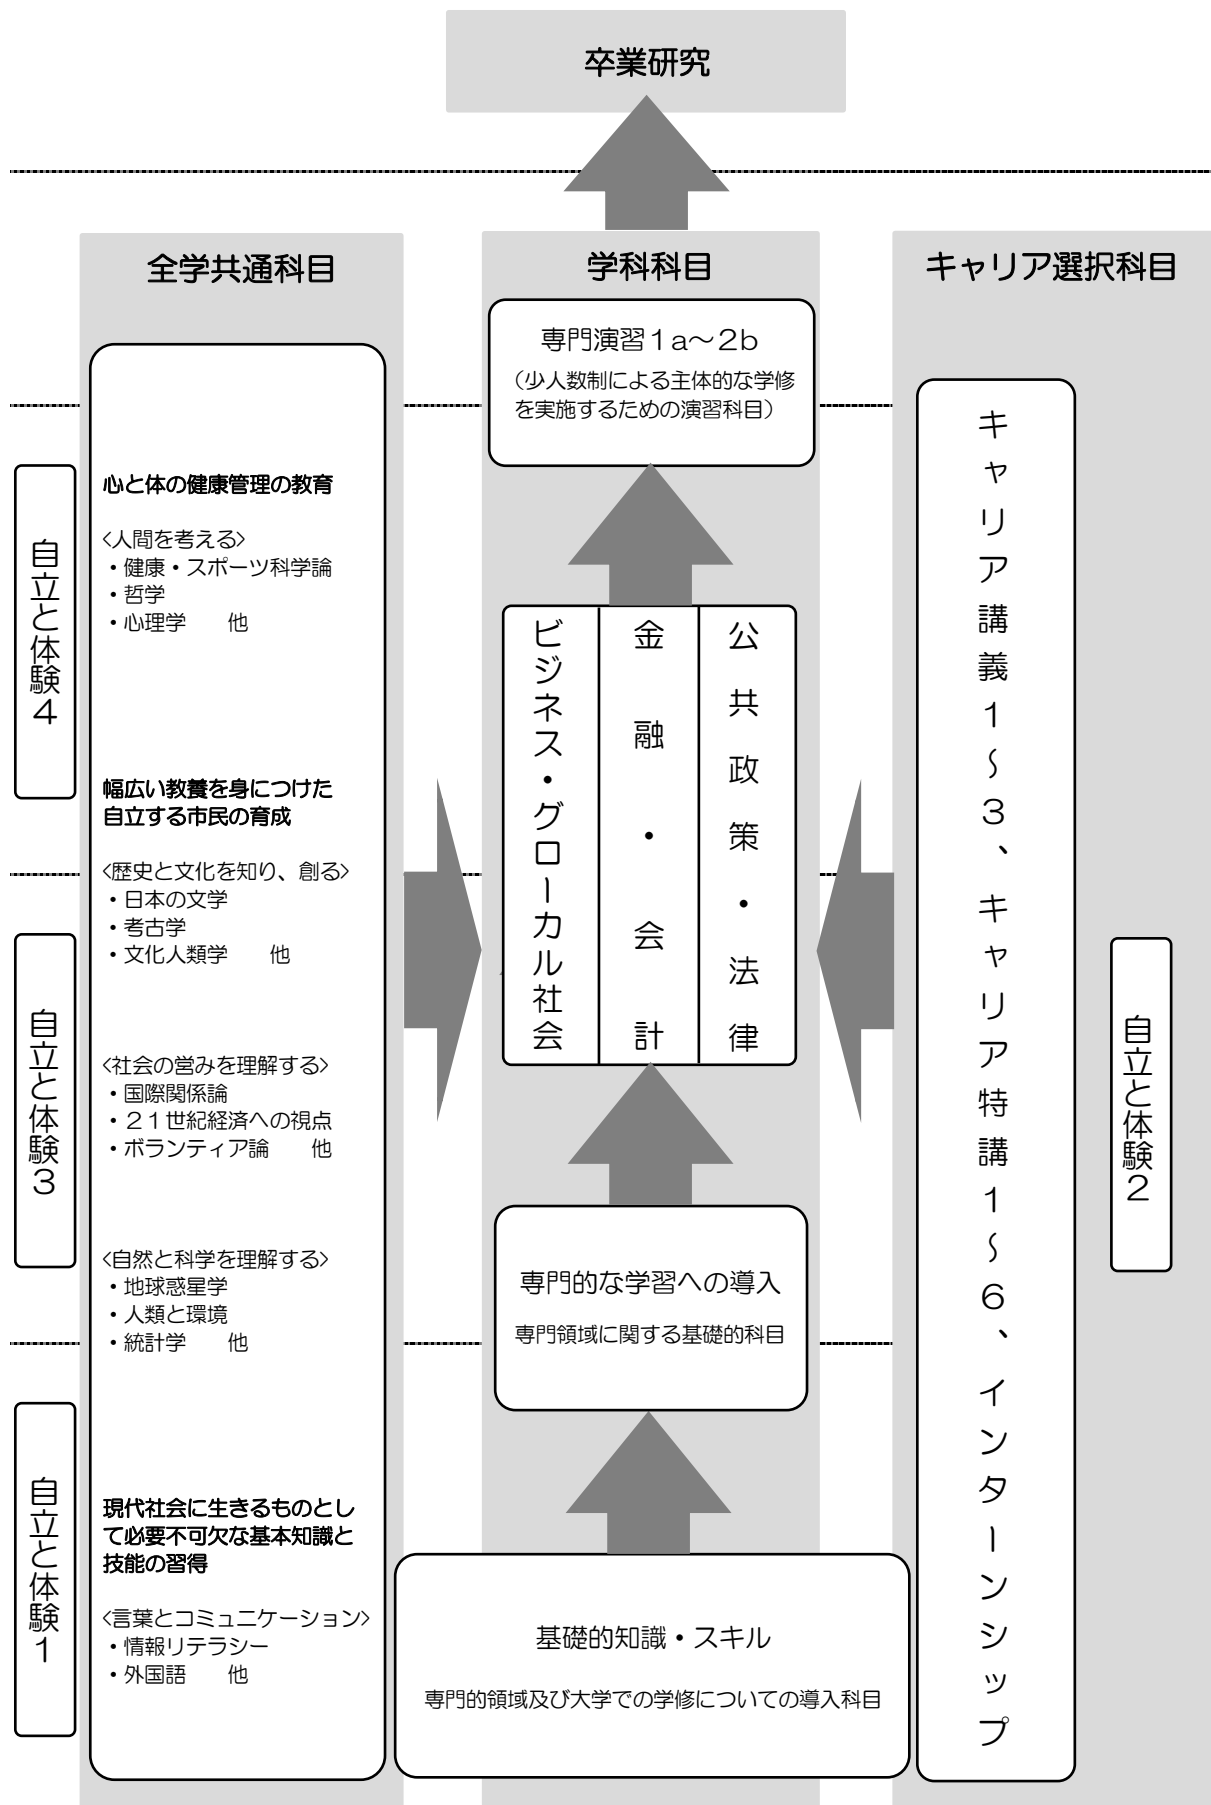 卒業研究
全学共通科目
学科科目
キャリア選択科目
自立と体験4
自立と体験3
自立と体験1
心と体の健康管理の教育
<人間を考える>
・健康・スポーツ科学論
・哲学
・心理学　　他
幅広い教養を身につけた
自立する市民の育成
<歴史と文化を知り、創る>
・日本の文学
・考古学
・文化人類学　　他
<社会の営みを理解する>
・国際関係論
・２１世紀経済への視点
・ボランティア論　　他
<自然と科学を理解する>
・地球惑星学
・人類と環境
・統計学　　他
現代社会に生きるものとし
て必要不可欠な基本知識と
技能の習得
<言葉とコミュニケーション>
・情報リテラシー
・外国語　　他
専門演習１a～２b
（少人数制による主体的な学修
を実施するための演習科目）
ビジネス・グローカル社会
金融・会計
公共政策・法律
専門的な学習への導入
専門領域に関する基礎的科目
基礎的知識・スキル
専門的領域及び大学での学修についての導入科目
キャリア講義１～３、キャリア特講１～６、インターンシップ
自立と体験2